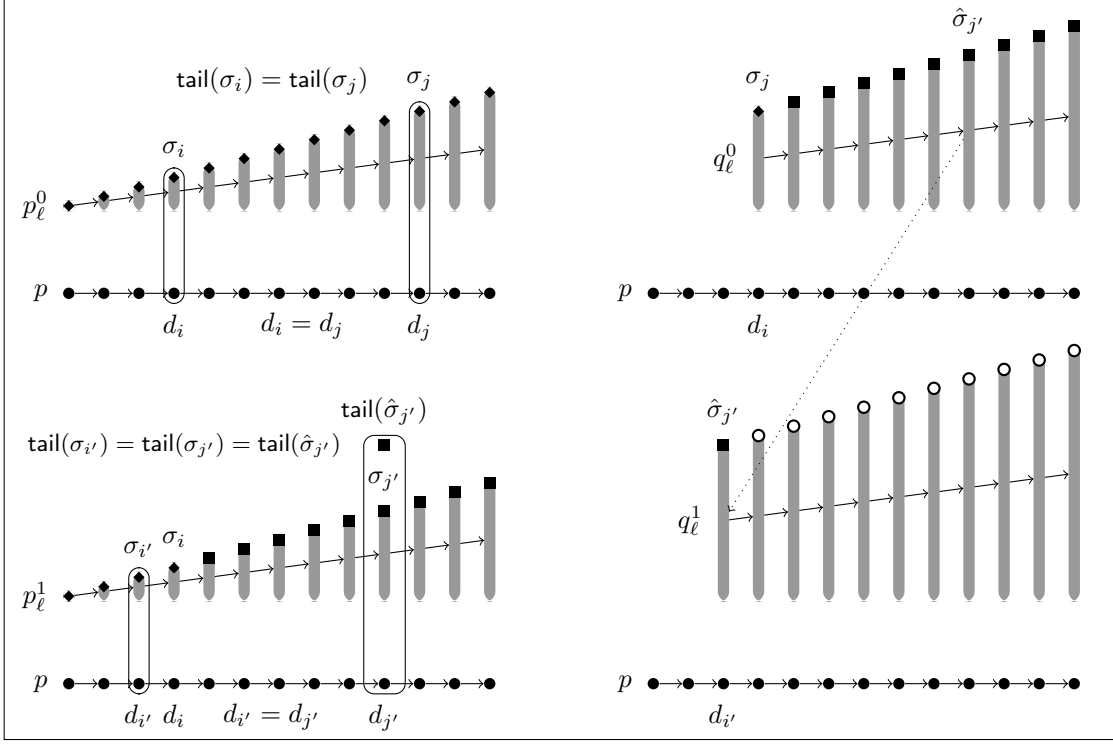 tail(σ_i) = tail(σ_j)
σ_j
σ_i
p_ℓ^0
p
d_i
d_i = d_j
d_j
σ̂_{j′}
σ_j
q_ℓ^0
p
d_i
tail(σ̂_{j′})
tail(σ_{i′}) = tail(σ_{j′}) = tail(σ̂_{j′})
σ_{j′}
σ_{i′} σ_i
p_ℓ^1
p
d_{i′} d_i d_{i′} = d_{j′} d_{j′}
σ̂_{j′}
q_ℓ^1
p
d_{i′}